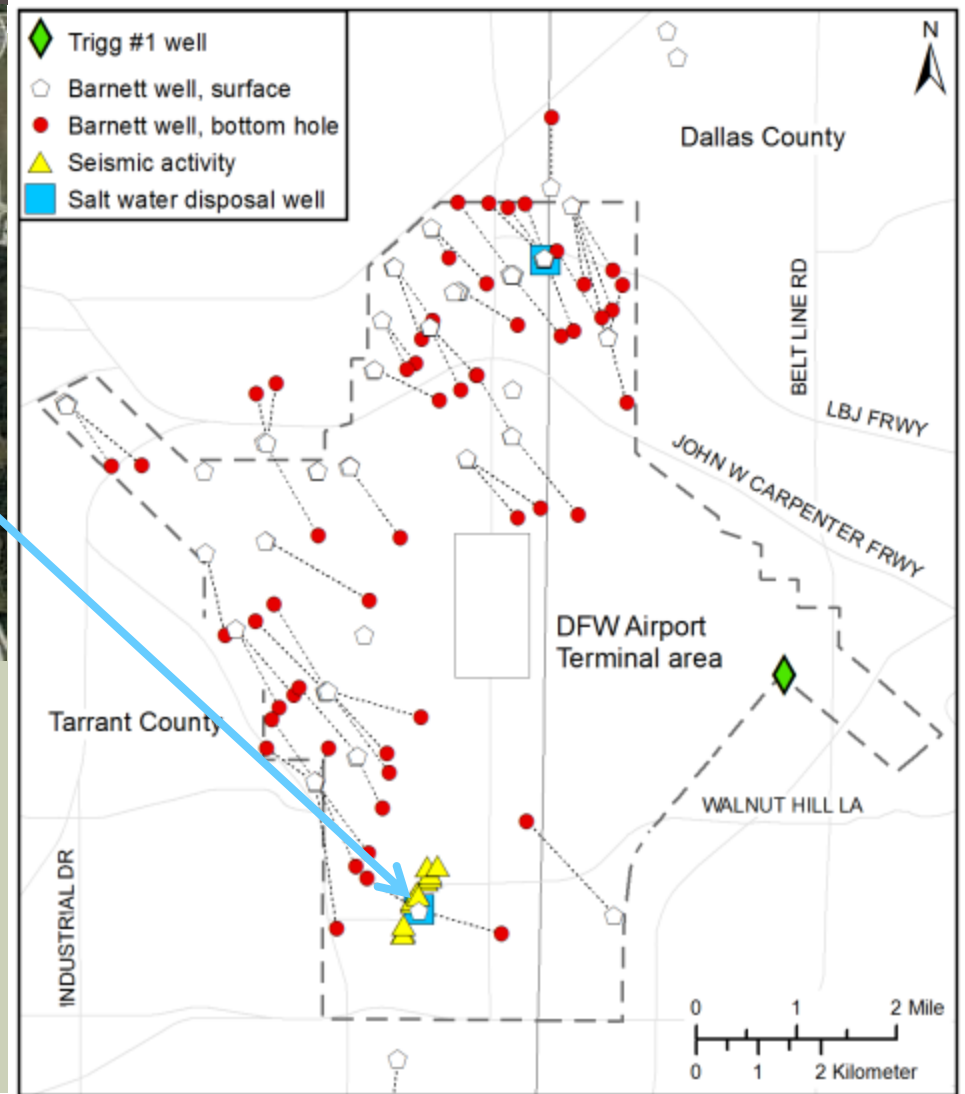 Trigg #1 well
Barnett well, surface
Barnett well, bottom hole
Seismic activity
Salt water disposal well
N
Dallas County
BELT LINE RD
LBJ FRWY
JOHN W CARPENTER FRWY
DFW Airport
Terminal area
Tarrant County
WALNUT HILL LA
INDUSTRIAL DR
0 1 2 Mile
0 1 2 Kilometer